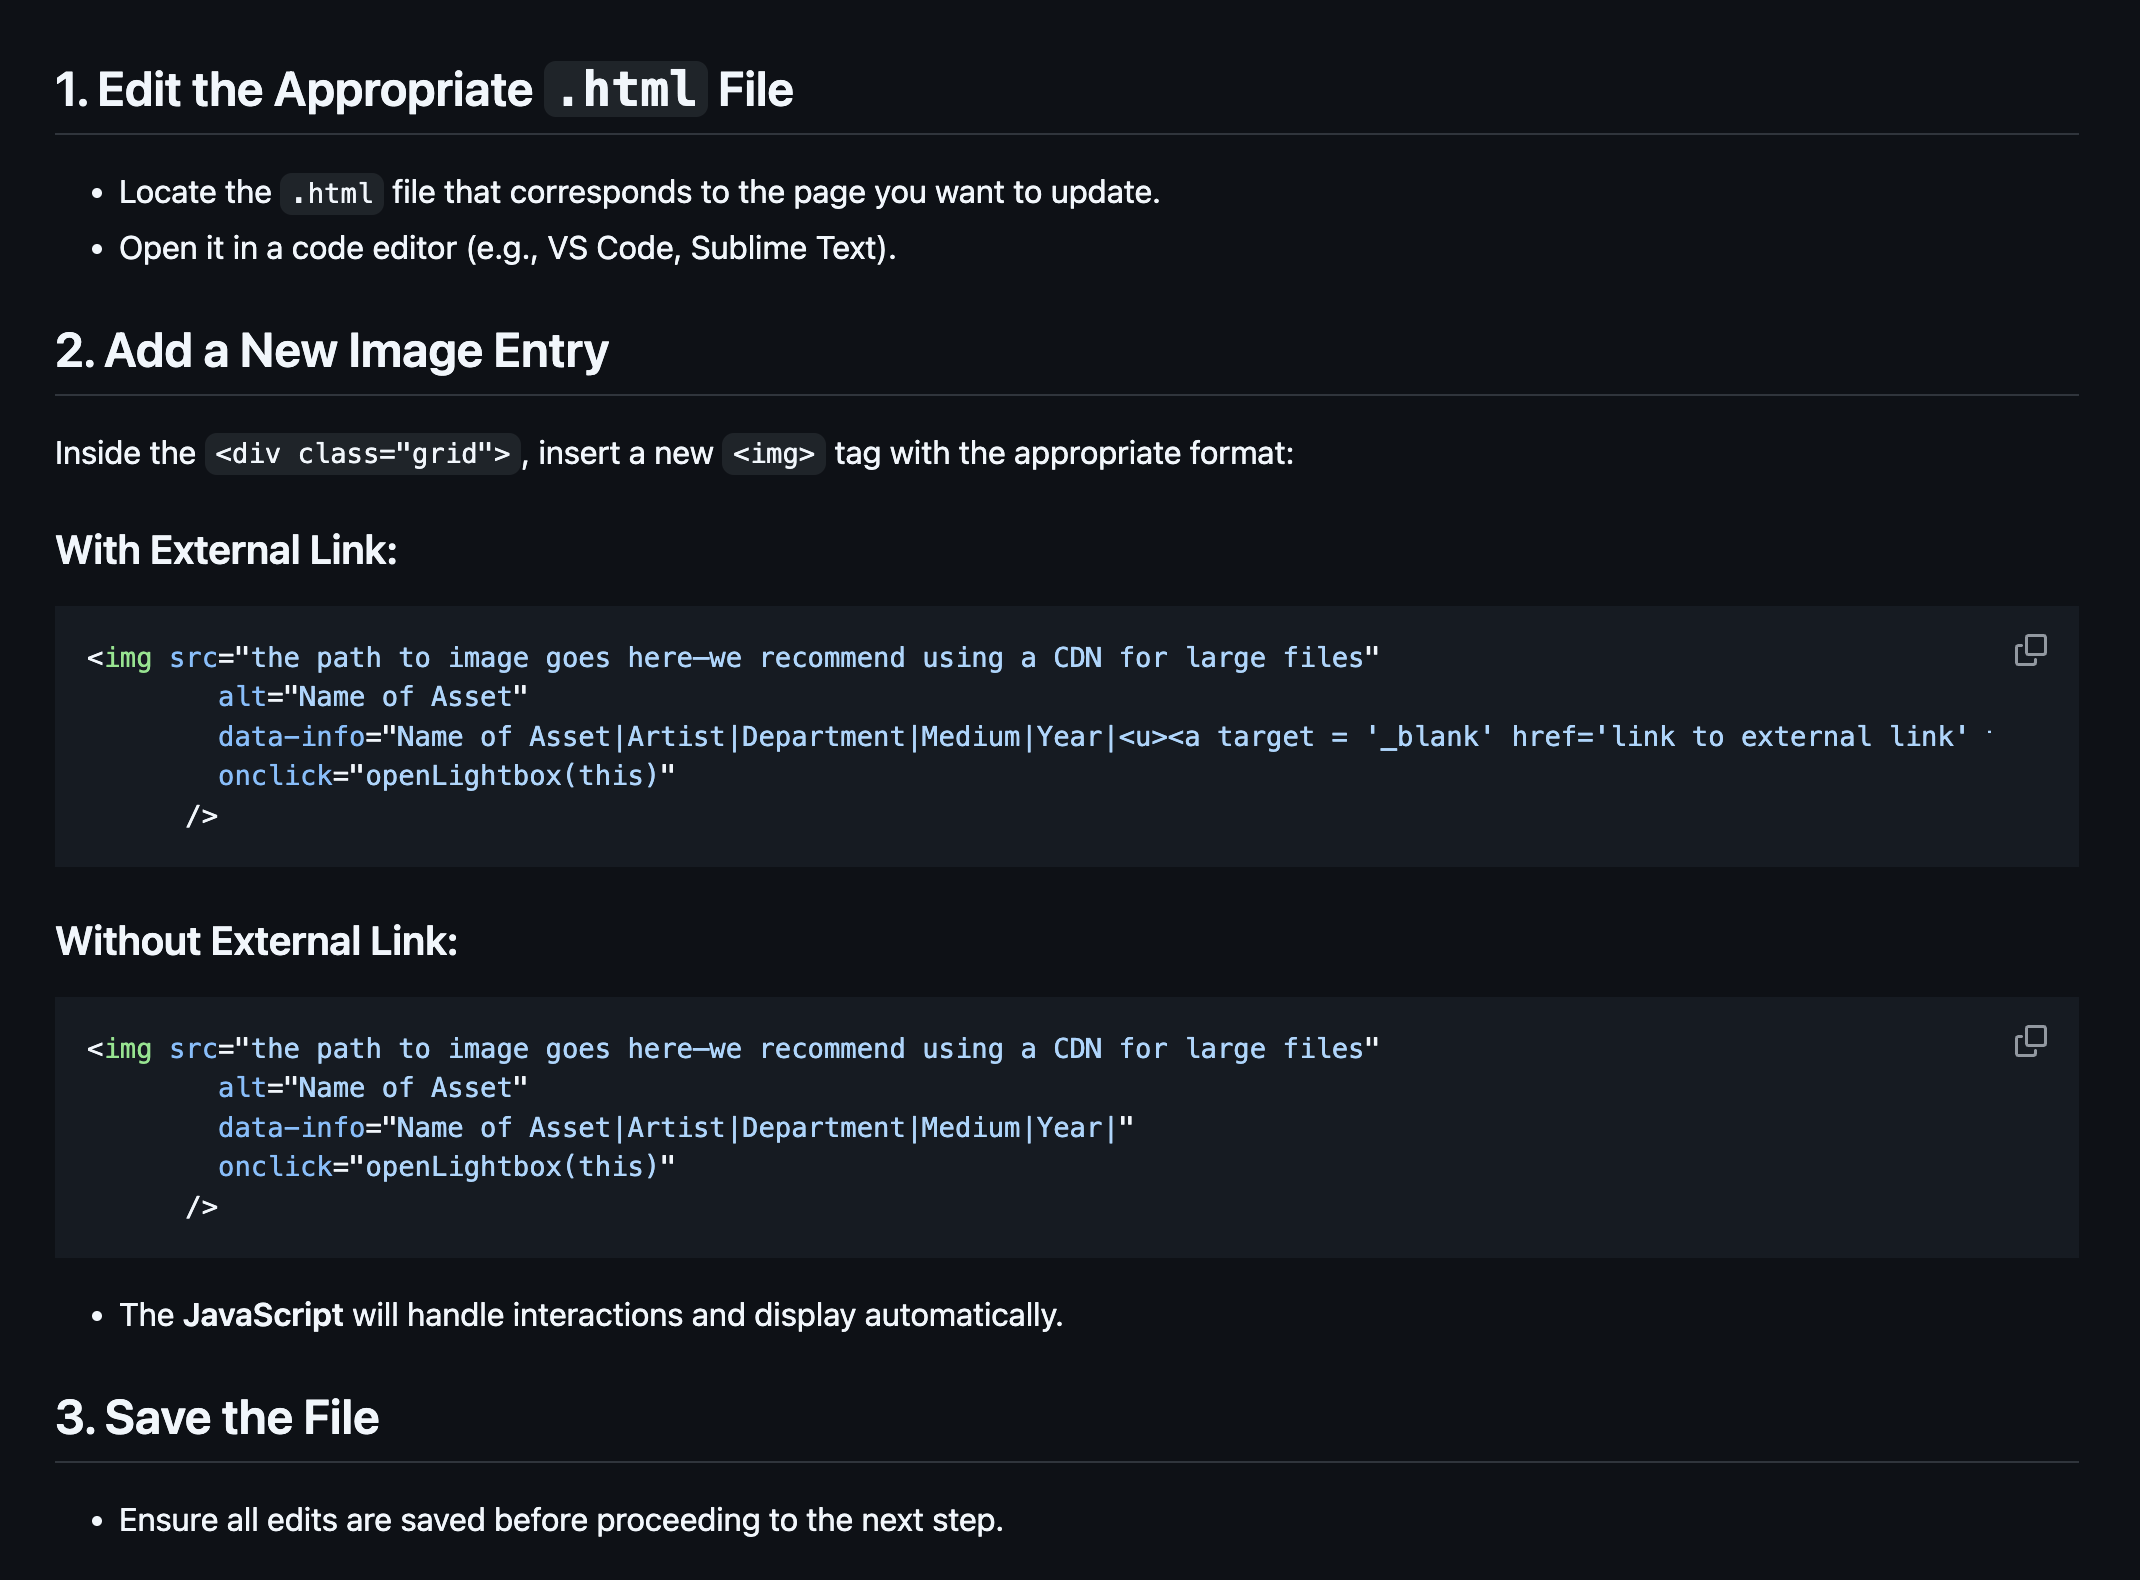 1. Edit the Appropriate .html File
• Locate the .html file that corresponds to the page you want to update.
• Open it in a code editor (e.g., VS Code, Sublime Text).
2. Add a New Image Entry
Inside the <div class="grid">, insert a new <img> tag with the appropriate format:
With External Link:
<img src="the path to image goes here—we recommend using a CDN for large files"
alt="Name of Asset"
data-info="Name of Asset|Artist|Department|Medium|Year|<u><a target = '_blank' href='link to external link'
onclick="openLightbox(this)"
/>
Without External Link:
<img src="the path to image goes here—we recommend using a CDN for large files"
alt="Name of Asset"
data-info="Name of Asset|Artist|Department|Medium|Year|"
onclick="openLightbox(this)"
/>
• The JavaScript will handle interactions and display automatically.
3. Save the File
• Ensure all edits are saved before proceeding to the next step.